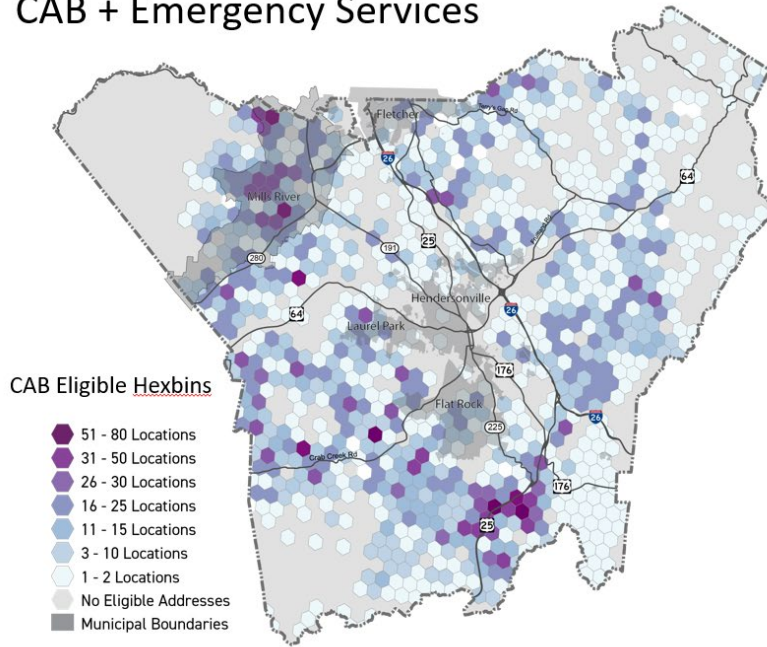 CAB + Emergency Services
Fletcher
Terry's Gap Rd
26
64
Mills River
25
191
280
Hendersonville
26
64
Laurel Park
176
Flat Rock
26
225
Crab Creek Rd
176
25
CAB Eligible Hexbins
51 - 80 Locations
31 - 50 Locations
26 - 30 Locations
16 - 25 Locations
11 - 15 Locations
3 - 10 Locations
1 - 2 Locations
No Eligible Addresses
Municipal Boundaries